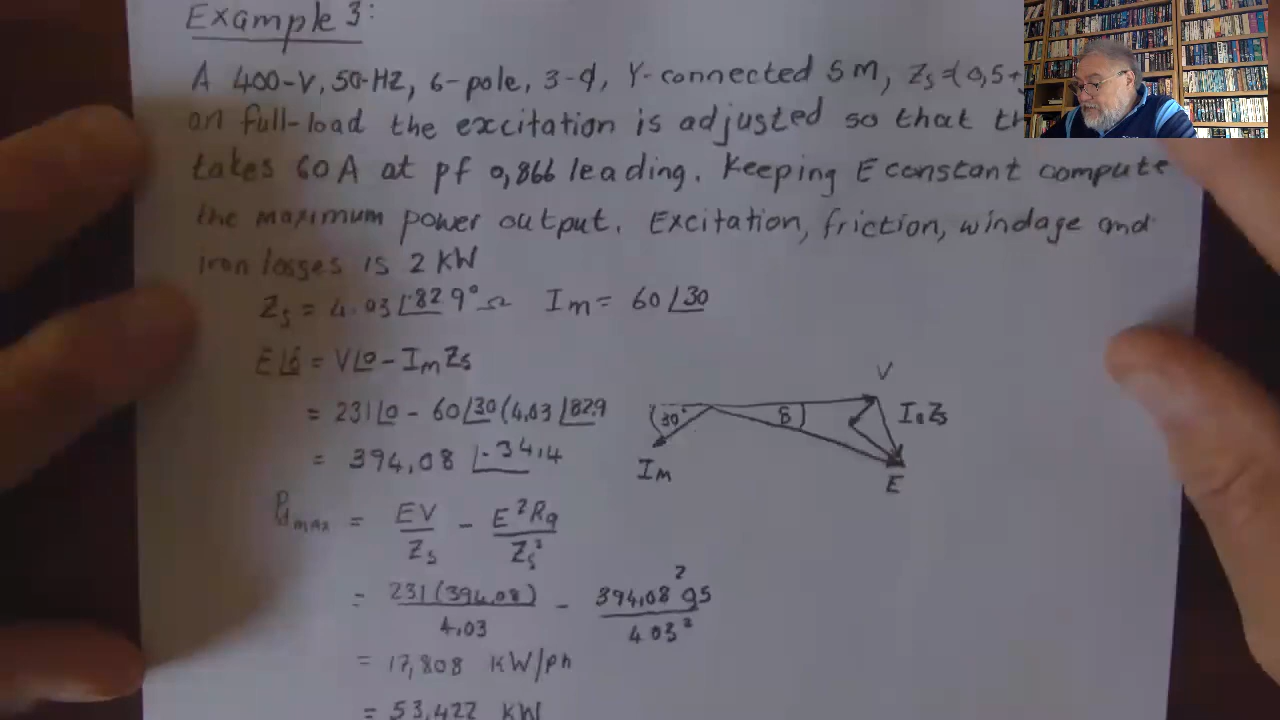 Example 3:
A 400-V, 50-Hz, 6-pole, 3-φ, Y-connected SM, Zs=(0,5+
on full-load the excitation is adjusted so that th
takes 60A at pf 0,866 leading. Keeping E constant compute
the maximum power output. Excitation, friction, windage and
iron losses is 2 kW
Zs = 4.03∠82.9° Ω Im = 60∠30
E∠δ = V∠0 - ImZs
= 231∠0 - 60∠30(4,03∠82.9
= 394,08 ∠-34,4
V
δ
30°
IaZs
Im
E
Pdmax = EV/Zs - E²Ra/Zs²
= 231(394,08)/4,03 - 394,08² 0,5/4.03²
= 17,808 kW/ph
= 53,422 kW